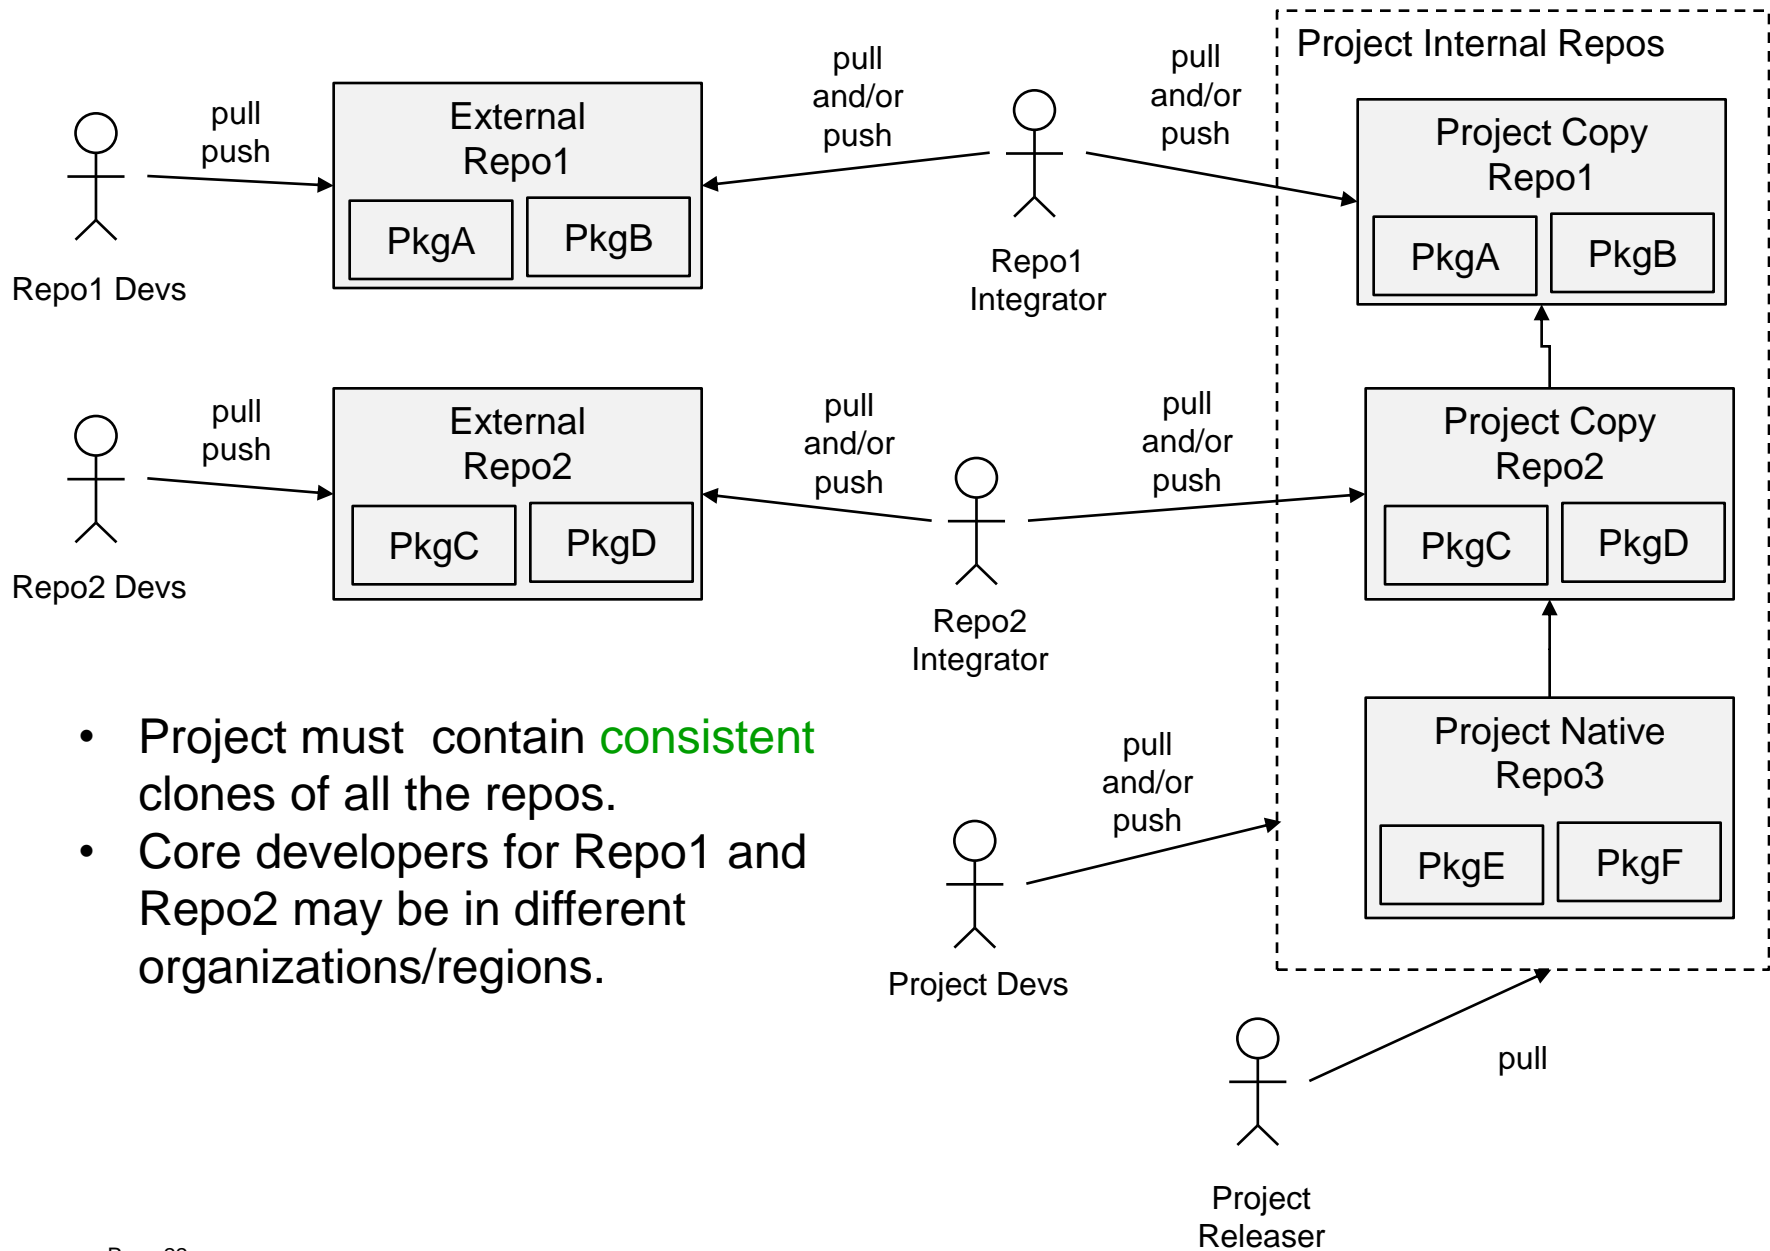 Project Internal Repos
pull
push
External
Repo1
PkgA
PkgB
Repo1 Devs
pull
and/or
push
Repo1
Integrator
pull
and/or
push
Project Copy
Repo1
PkgA
PkgB
pull
push
External
Repo2
PkgC
PkgD
Repo2 Devs
pull
and/or
push
Repo2
Integrator
pull
and/or
push
Project Copy
Repo2
PkgC
PkgD
• Project must  contain consistent
clones of all the repos.
• Core developers for Repo1 and
Repo2 may be in different
organizations/regions.
pull
and/or
push
Project Devs
Project Native
Repo3
PkgE
PkgF
pull
Project
Releaser